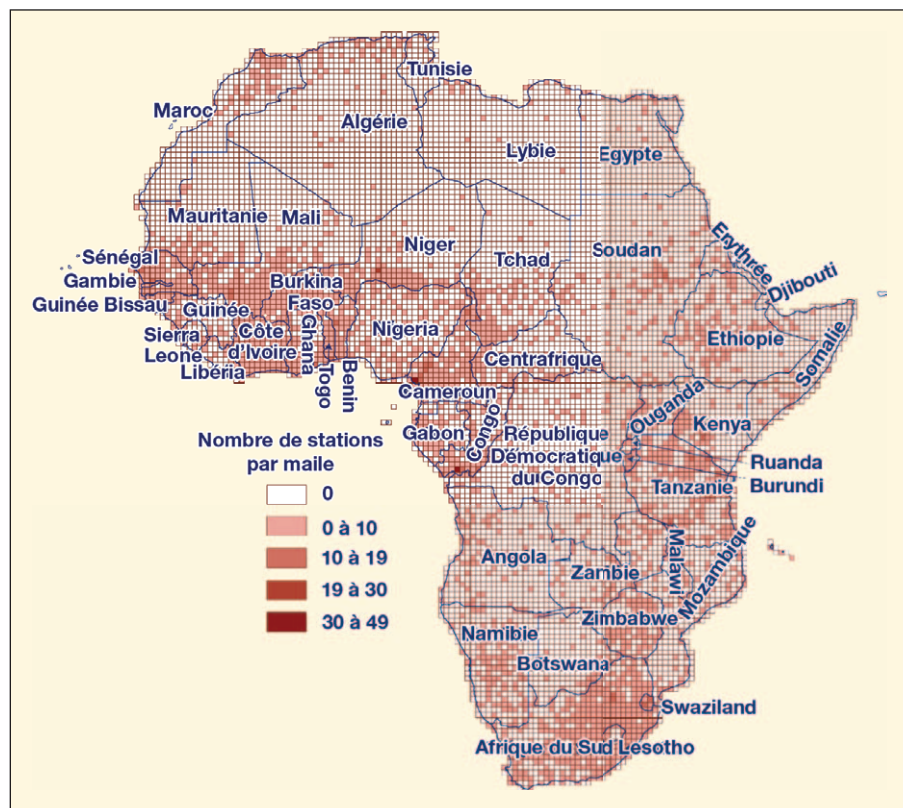 Tunisie
Maroc
Algérie
Lybie
Egypte
Mauritanie
Mali
Niger
Tchad
Soudan
Erythrée
Djibouti
Sénégal
Gambie
Guinée Bissau
Guinée
Burkina
Faso
Sierra
Leone
Côte
d'Ivoire
Libéria
Ghana
Togo
Benin
Nigeria
Centrafrique
Ethiopie
Somalie
Cameroun
Gabon
Congo
République
Démocratique
du Congo
Ouganda
Kenya
Ruanda
Burundi
Tanzanie
Nombre de stations
par maile
0
0 à 10
10 à 19
19 à 30
30 à 49
Angola
Zambie
Malawi
Mozambique
Zimbabwe
Namibie
Botswana
Swaziland
Afrique du Sud
Lesotho